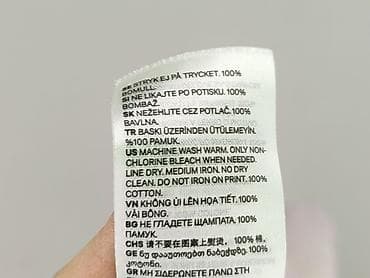 SE STRYK EJ PÅ TRYCKET. 100%
BOMULL.
SI NE LIKAJTE PO POTISKU. 100%
BOMBAŽ.
SK NEŽEHLITE CEZ POTLAČ. 100%
BAVLNA.
TR BASKI ÜZERİNDEN ÜTÜLEMEYİN.
%100 PAMUK.
US MACHINE WASH WARM. ONLY NON-
CHLORINE BLEACH WHEN NEEDED.
LINE DRY. MEDIUM IRON. NO DRY
CLEAN. DO NOT IRON ON PRINT. 100%
COTTON.
VN KHÔNG ỦI LÊN HỌA TIẾT. 100%
VẢI BÔNG.
BG НЕ ГЛАДЕТЕ ЩАМПАТА. 100%
ПАМУК.
CHS 请不要在图案上熨烫。100% 棉。
GE ნუ დააუთოებთ ნაბეჭდზე. 100%
ქოტონი.
GR ΜΗ ΣΙΔΕΡΩΝΕΤΕ ΠΑΝΩ ΣΤΗ